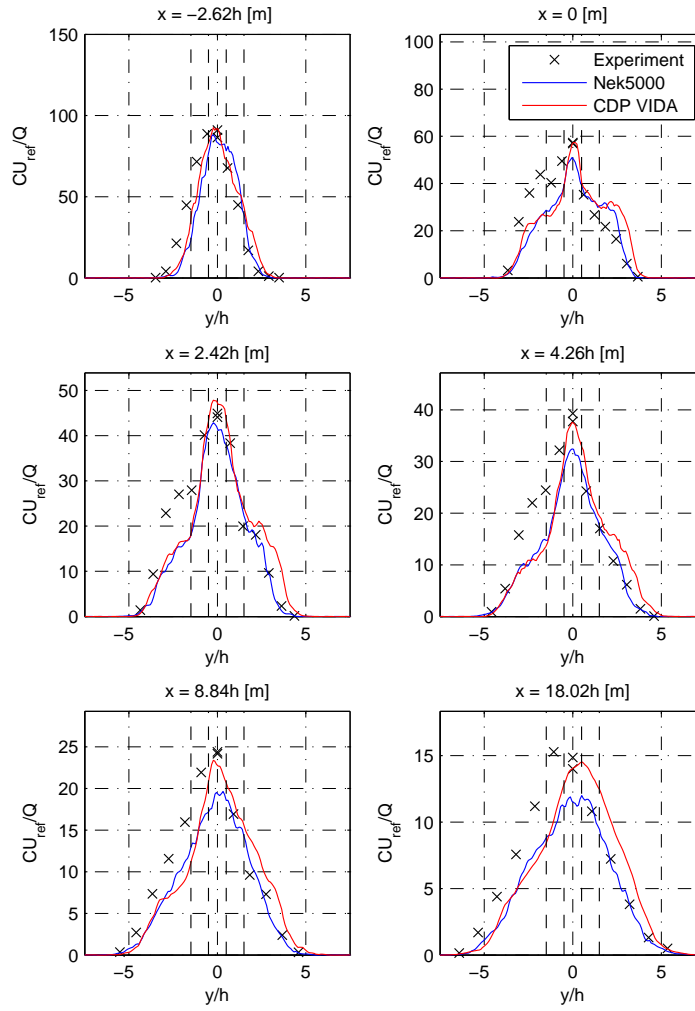 x = −2.62h [m]
150
100
50
0
CU_ref/Q
−5
0
5
y/h
x = 0 [m]
100
80
60
40
20
0
CU_ref/Q
−5
0
5
y/h
Experiment
Nek5000
CDP VIDA
x = 2.42h [m]
50
40
30
20
10
0
CU_ref/Q
−5
0
5
y/h
x = 4.26h [m]
40
30
20
10
0
CU_ref/Q
−5
0
5
y/h
x = 8.84h [m]
25
20
15
10
5
0
CU_ref/Q
−5
0
5
y/h
x = 18.02h [m]
15
10
5
0
CU_ref/Q
−5
0
5
y/h